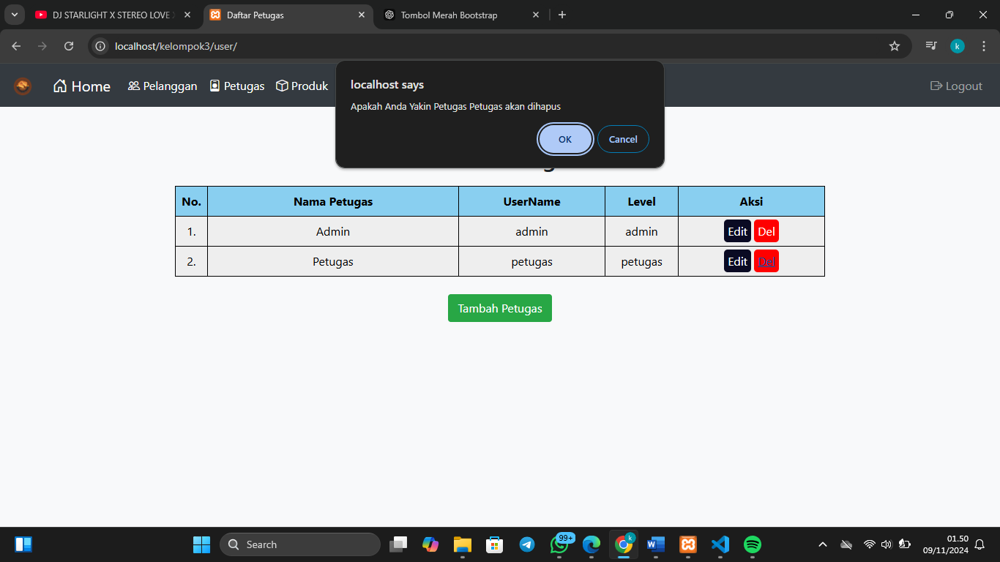 DJ STARLIGHT X STEREO LOVE
Daftar Petugas
Tombol Merah Bootstrap
localhost/kelompok3/user/
k
Home
Pelanggan
Petugas
Produk
Logout
localhost says
Apakah Anda Yakin Petugas Petugas akan dihapus
OK
Cancel
No. Nama Petugas UserName Level Aksi
1. Admin admin admin Edit Del
2. Petugas petugas petugas Edit Del
Tambah Petugas
Search
99+
k
01.50
09/11/2024